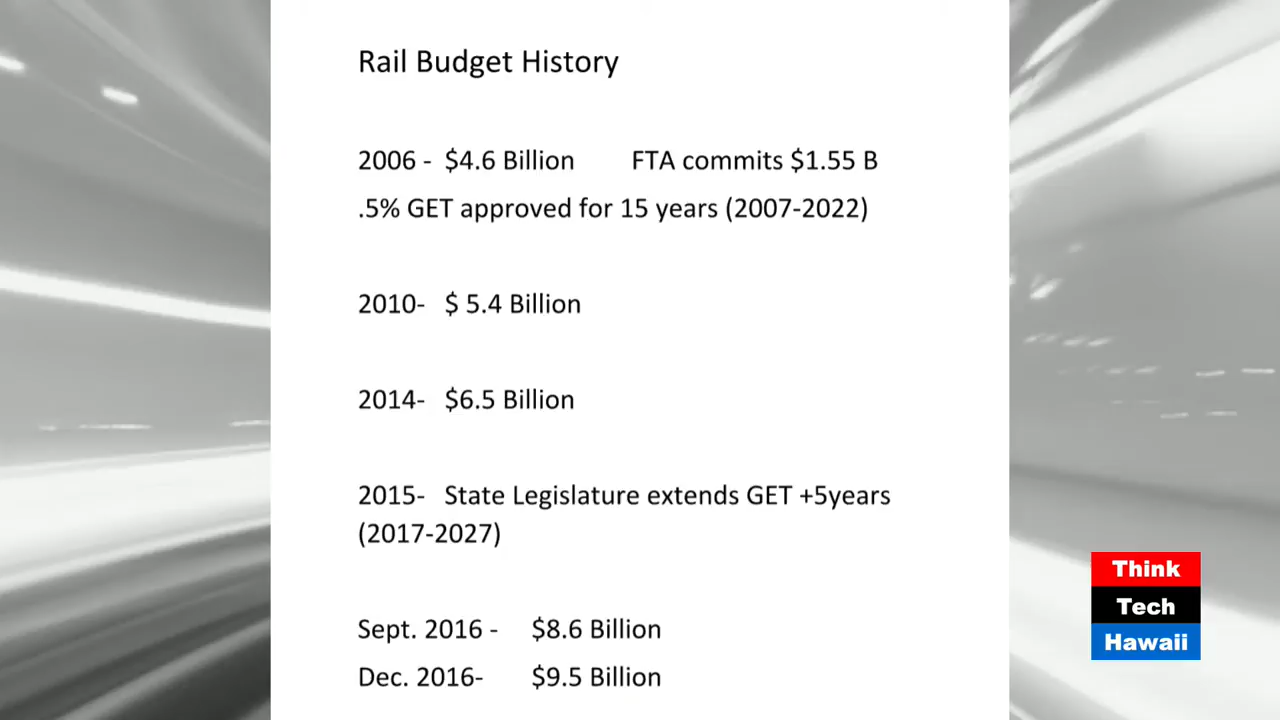 Rail Budget History
2006 - $4.6 Billion FTA commits $1.55 B
.5% GET approved for 15 years (2007-2022)
2010- $ 5.4 Billion
2014- $6.5 Billion
2015- State Legislature extends GET +5years
(2017-2027)
Sept. 2016 - $8.6 Billion
Dec. 2016- $9.5 Billion
Think
Tech
Hawaii